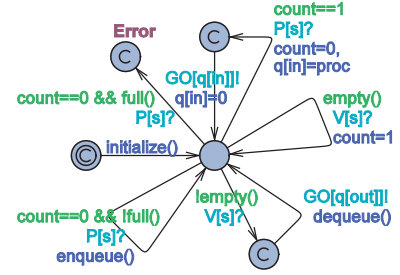 count==1
P[s]?
count=0,
q[in]=proc
Error
C
C
GO[q[in]]!
q[in]=0
count==0 && full()
P[s]?
empty()
V[s]?
count=1
initialize()
C
!empty()
V[s]?
GO[q[out]]!
dequeue()
count==0 && !full()
P[s]?
enqueue()
C